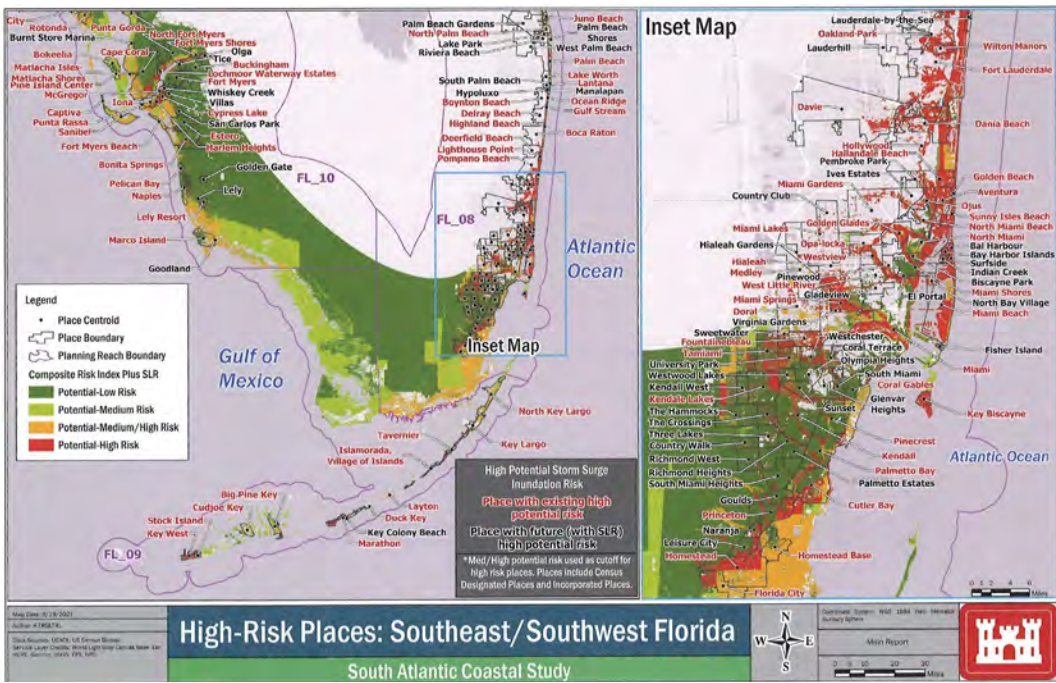 City
Rotonda
Burnt Store Marina
Bokeelia
Matlacha Isles
Matlacha Shores
Pine Island Center
McGregor
Iona
Captiva
Punta Rassa
Sanibel
Fort Myers Beach
Bonita Springs
Pelican Bay
Naples
Lely Resort
Marco Island
Goodland
Punta Gorda
North Fort Myers
Fort Myers Shores
Cape Coral
Olga
Tice
Buckingham
Lochmoor Waterway Estates
Fort Myers
Whiskey Creek
Villas
Cypress Lake
San Carlos Park
Estero
Harlem Heights
Golden Gate
Lely
FL_10
FL_08
FL_09
Palm Beach Gardens
North Palm Beach
Lake Park
Riviera Beach
South Palm Beach
Hypoluxo
Boynton Beach
Delray Beach
Highland Beach
Deerfield Beach
Lighthouse Point
Pompano Beach
Juno Beach
Palm Beach
Shores
West Palm Beach
Palm Beach
Lake Worth
Lantana
Manalapan
Ocean Ridge
Gulf Stream
Boca Raton
Atlantic
Ocean
Gulf of
Mexico
Inset Map
North Key Largo
Tavernier
Key Largo
Islamorada,
Village of Islands
Big Pine Key
Cudjoe Key
Stock Island
Key West
Layton
Duck Key
Key Colony Beach
Marathon
Legend
Place Centroid
Place Boundary
Planning Reach Boundary
Composite Risk Index Plus SLR
Potential-Low Risk
Potential-Medium Risk
Potential-Medium/High Risk
Potential-High Risk
High Potential Storm Surge
Inundation Risk
Place with existing high
potential risk
Place with future (with SLR)
high potential risk
*Med/High potential risk used as cutoff for
high risk places. Places include Census
Designated Places and Incorporated Places.
Inset Map
Lauderdale-by-the-Sea
Oakland Park
Lauderhill
Wilton Manors
Fort Lauderdale
Davie
Dania Beach
Hollywood
Hallandale Beach
Pembroke Park
Ives Estates
Golden Beach
Miami Gardens
Aventura
Country Club
Ojus
Golden Glades
Sunny Isles Beach
Miami Lakes
North Miami Beach
Opa-locka
North Miami
Hialeah Gardens
Westview
Bal Harbour
Bay Harbor Islands
Hialeah
Surfside
Medley
Pinewood
Indian Creek
West Little River
Biscayne Park
Gladeview
El Portal
Miami Shores
Miami Springs
North Bay Village
Doral
Miami Beach
Virginia Gardens
Sweetwater
Westchester
Fountainebleau
Coral Terrace
Fisher Island
Tamiami
Olympia Heights
Miami
University Park
South Miami
Westwood Lakes
Coral Gables
Kendall West
Glenvar
Heights
Kendale Lakes
Sunset
Key Biscayne
The Hammocks
The Crossings
Three Lakes
Pinecrest
Country Walk
Kendall
Atlantic Ocean
Richmond West
Palmetto Bay
Richmond Heights
Palmetto Estates
South Miami Heights
Goulds
Cutler Bay
Princeton
Naranja
Leisure City
Homestead
Homestead Base
Florida City
0 1 2 4 6
Miles
High-Risk Places: Southeast/Southwest Florida
South Atlantic Coastal Study
N
W E
S
Main Report
Miles